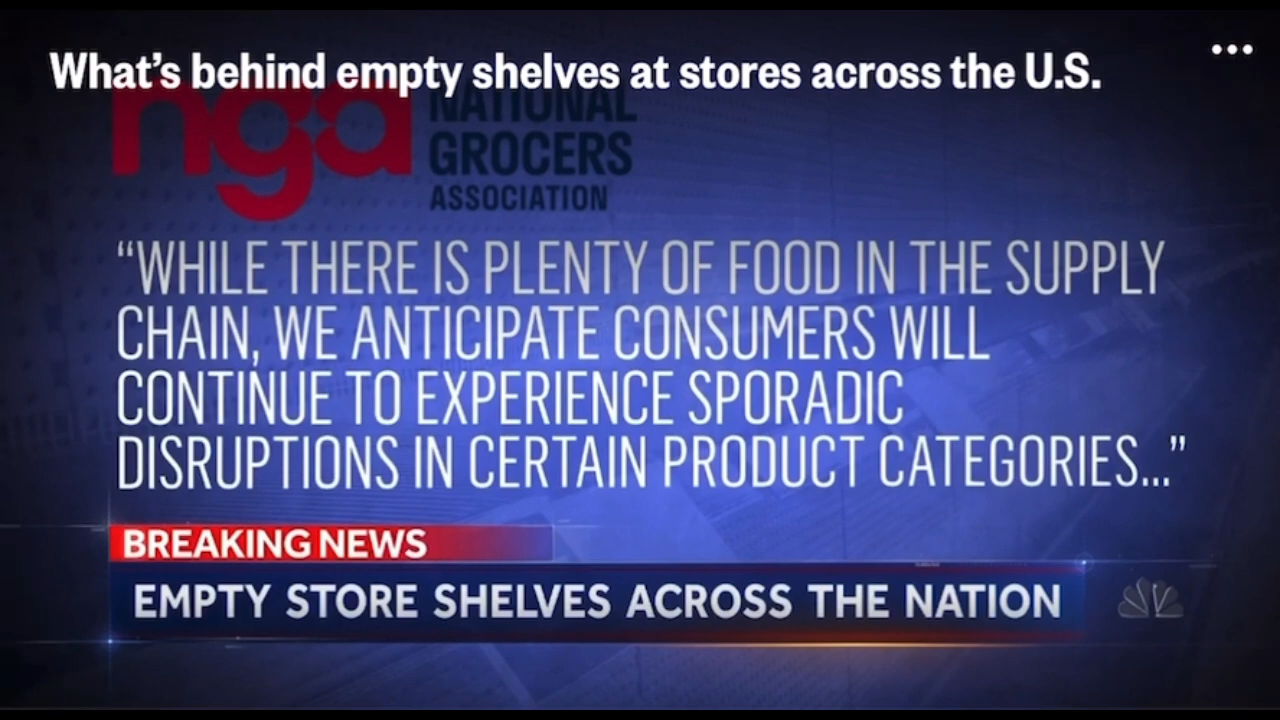 What's behind empty shelves at stores across the U.S.
nga NATIONAL
GROCERS
ASSOCIATION
“WHILE THERE IS PLENTY OF FOOD IN THE SUPPLY
CHAIN, WE ANTICIPATE CONSUMERS WILL
CONTINUE TO EXPERIENCE SPORADIC
DISRUPTIONS IN CERTAIN PRODUCT CATEGORIES...”
BREAKING NEWS
EMPTY STORE SHELVES ACROSS THE NATION